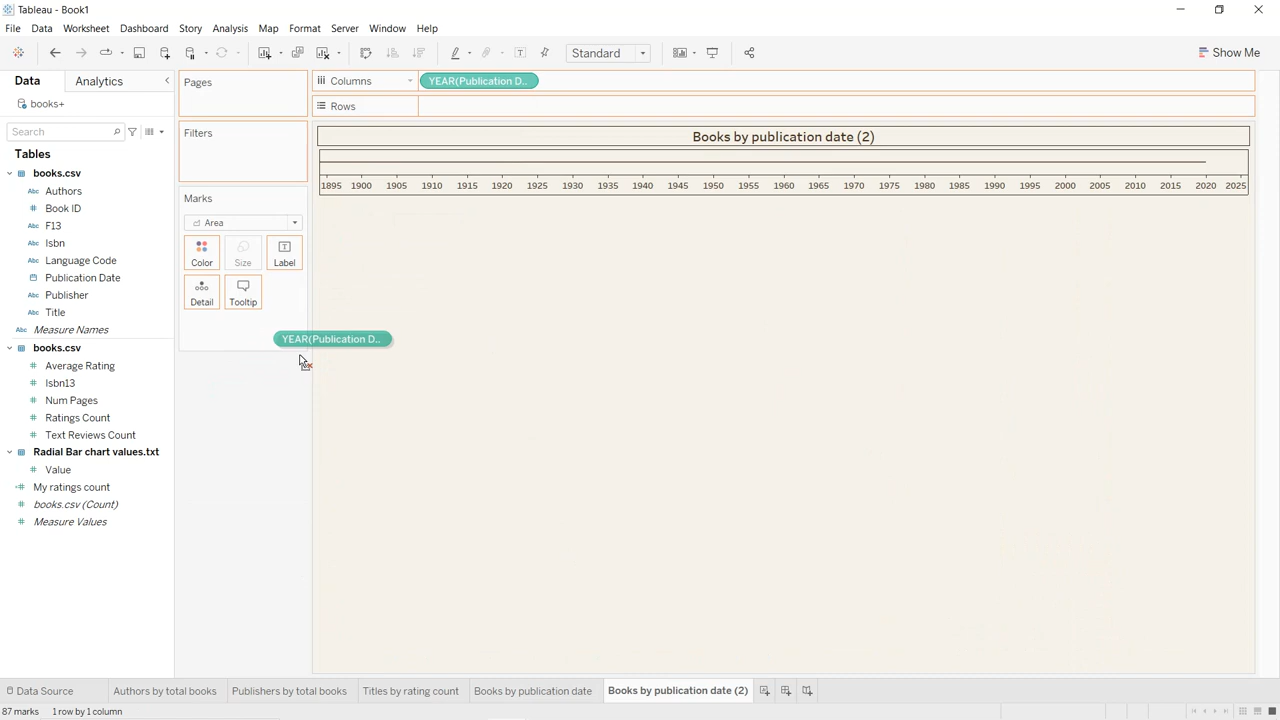 Tableau - Book1
File Data Worksheet Dashboard Story Analysis Map Format Server Window Help
Standard
Show Me
Data Analytics
books+
Search
Tables
books.csv
Abc Authors
# Book ID
Abc F13
Abc Isbn
Abc Language Code
Publication Date
Abc Publisher
Abc Title
Abc Measure Names
books.csv
# Average Rating
# Isbn13
# Num Pages
# Ratings Count
# Text Reviews Count
Radial Bar chart values.txt
# Value
# My ratings count
# books.csv (Count)
# Measure Values
Pages
Filters
Marks
Area
Color Size Label
Detail Tooltip
YEAR(Publication D..
Columns YEAR(Publication D..
Rows
Books by publication date (2)
1895 1900 1905 1910 1915 1920 1925 1930 1935 1940 1945 1950 1955 1960 1965 1970 1975 1980 1985 1990 1995 2000 2005 2010 2015 2020 2025
Data Source Authors by total books Publishers by total books Titles by rating count Books by publication date Books by publication date (2)
87 marks 1 row by 1 column